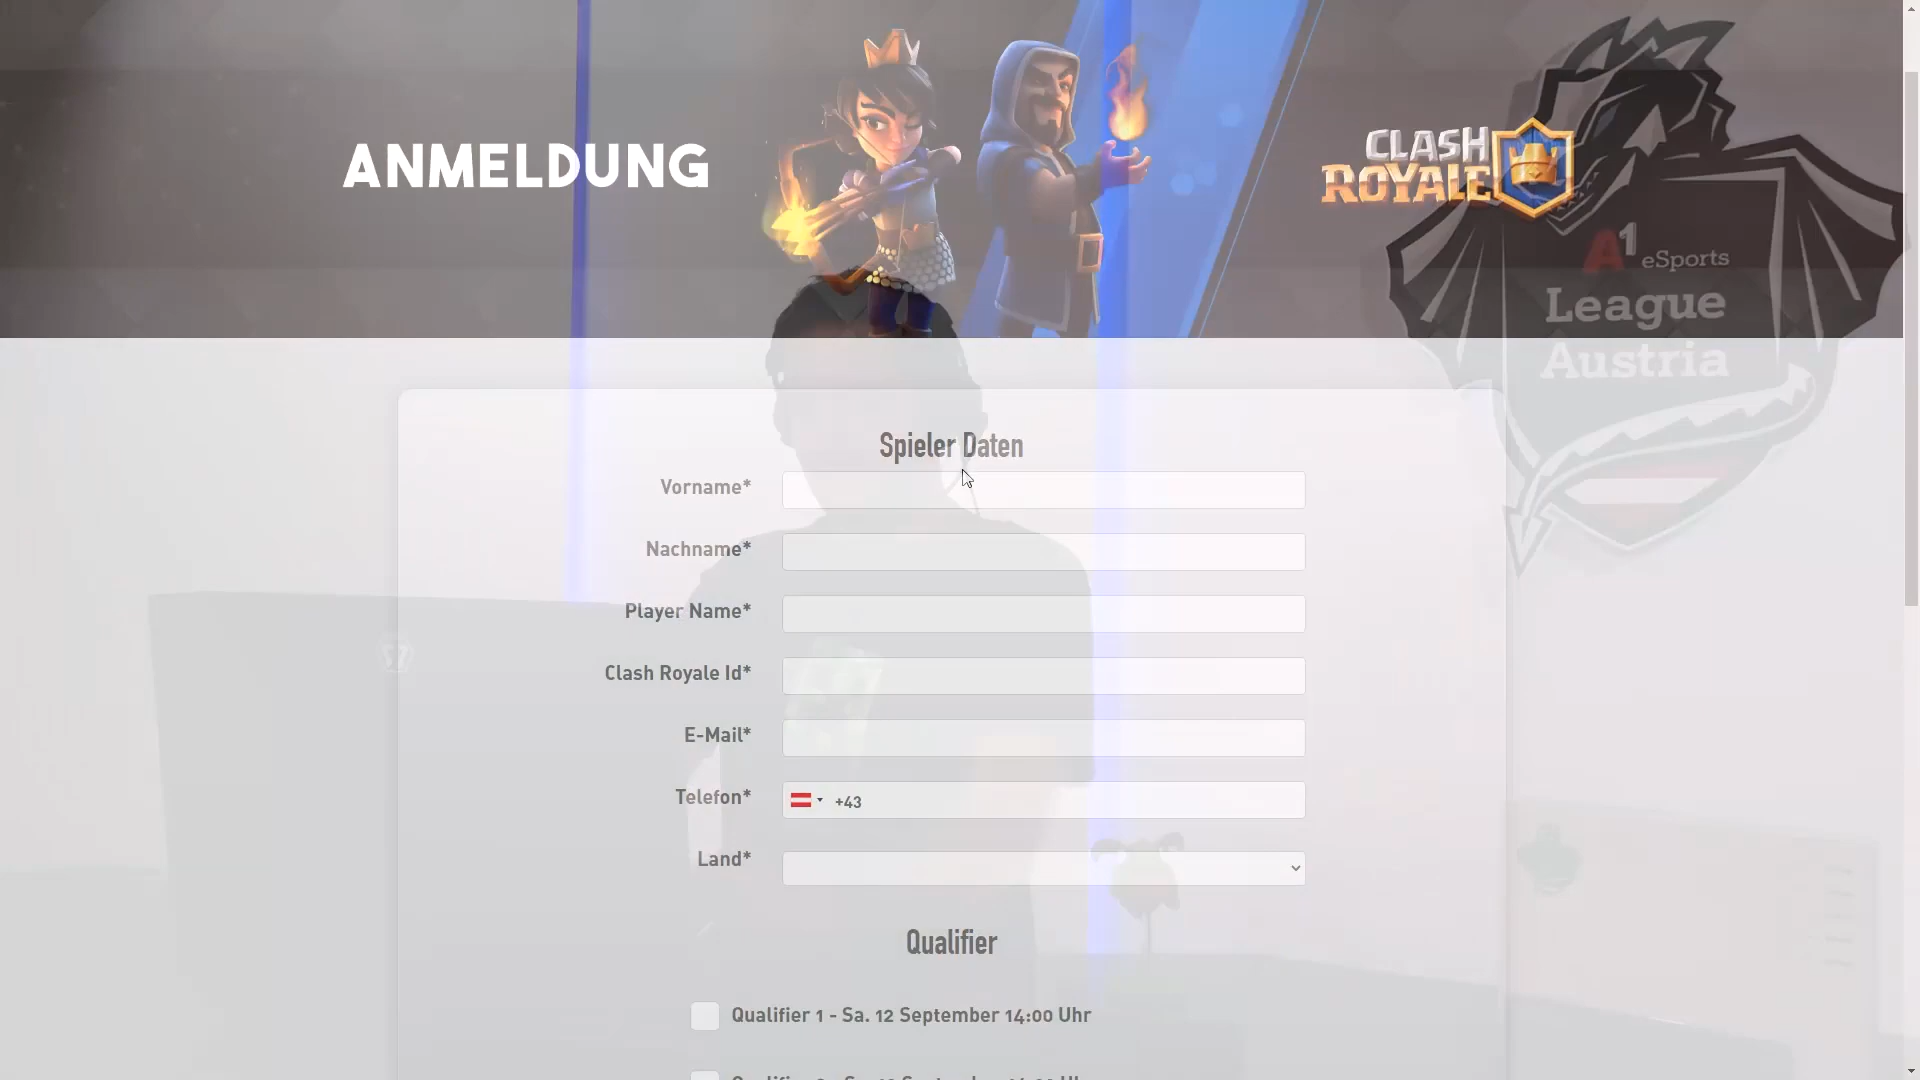 ANMELDUNG
CLASH
ROYALE
A1 eSports
League
Austria
Spieler Daten
Vorname*
Nachname*
Player Name*
Clash Royale Id*
E-Mail*
Telefon*
+43
Land*
Qualifier
Qualifier 1 - Sa. 12 September 14:00 Uhr